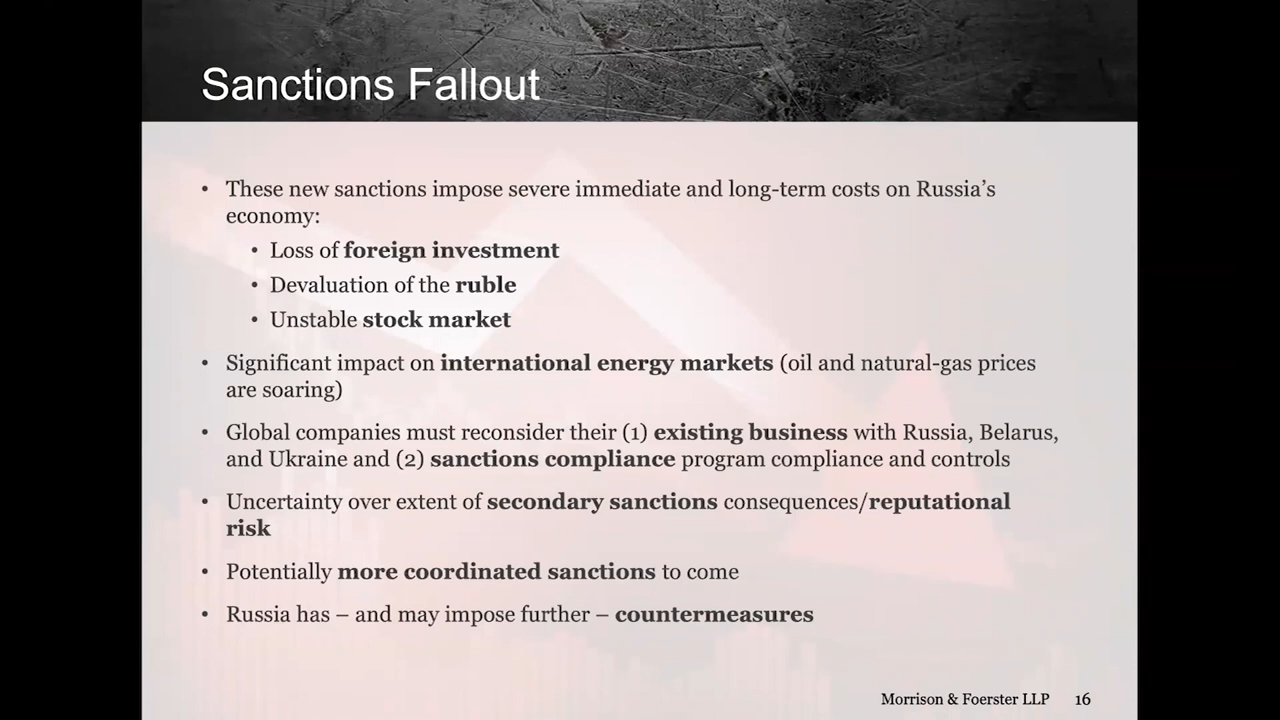 Sanctions Fallout
• These new sanctions impose severe immediate and long-term costs on Russia’s
economy:
• Loss of foreign investment
• Devaluation of the ruble
• Unstable stock market
• Significant impact on international energy markets (oil and natural-gas prices
are soaring)
• Global companies must reconsider their (1) existing business with Russia, Belarus,
and Ukraine and (2) sanctions compliance program compliance and controls
• Uncertainty over extent of secondary sanctions consequences/reputational
risk
• Potentially more coordinated sanctions to come
• Russia has – and may impose further – countermeasures
Morrison & Foerster LLP 16